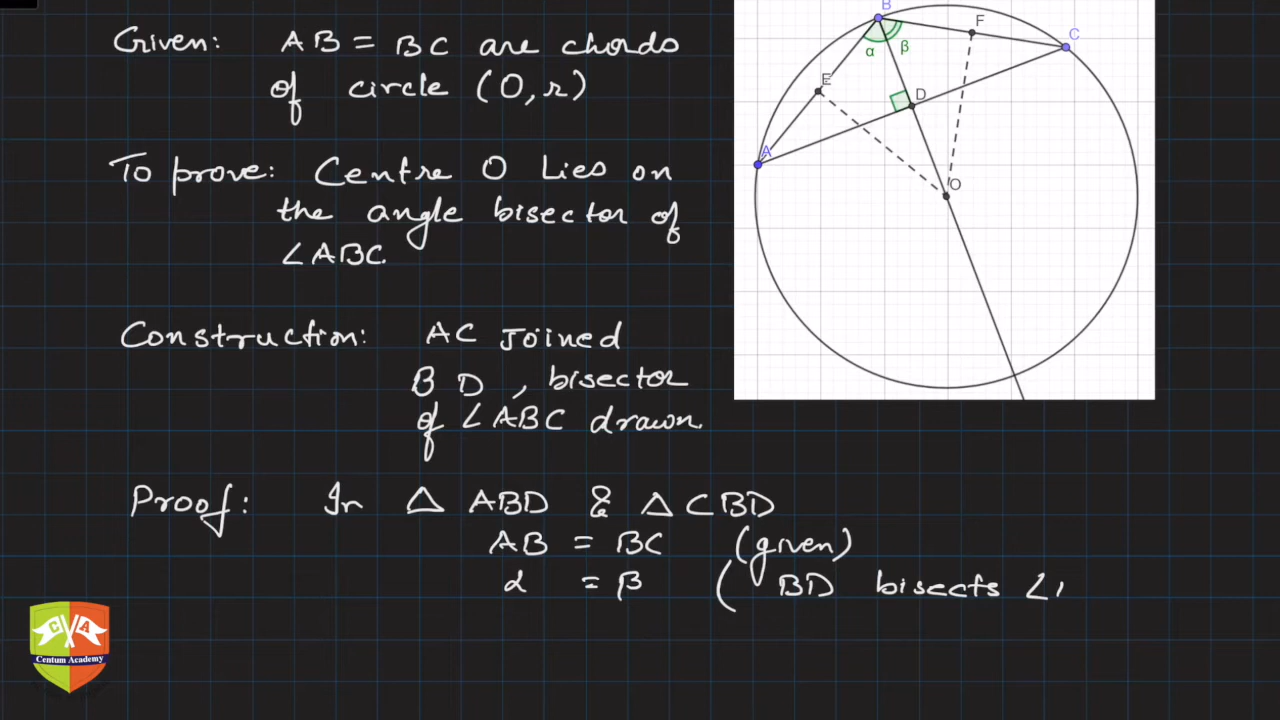 Given: AB = BC are chords
of circle (O,r)
To prove: Centre O Lies on
the angle bisector of
∠ABC.
Construction: AC Joined
BD, bisector
of ∠ABC drawn.
Proof: In △ ABD & △ CBD
AB = BC (given)
α = β ( BD bisects ∠
B
F
C
α
β
E
D
A
O
C A
Centum Academy